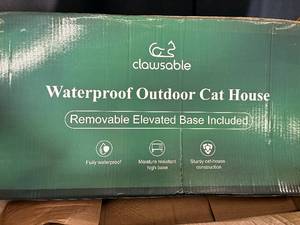 clawsable
Waterproof Outdoor Cat House
Removable Elevated Base Included
Fully waterproof
Moisture resistant
high base
Sturdy cat-house
construction